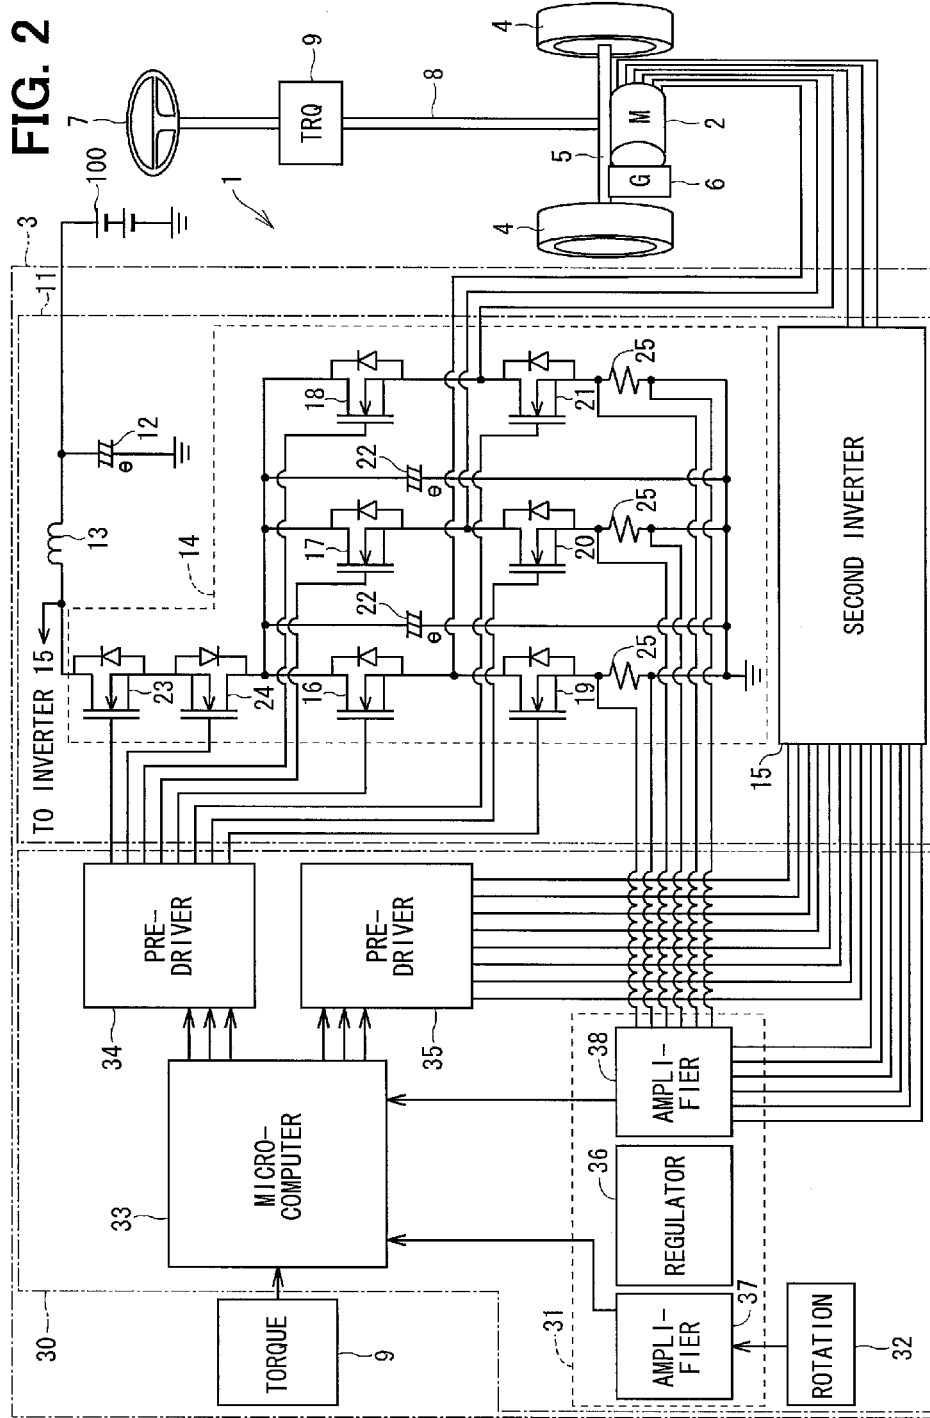 FIG. 2
7
TRQ
9
8
4
4
5
G
M
2
6
1
100
3
11
12
⊖
13
14
TO INVERTER 15
23
24
16
17
18
19
20
21
22
⊖
22
⊖
25
25
25
SECOND INVERTER
15
PRE-
DRIVER
34
PRE-
DRIVER
35
MICRO-
COMPUTER
33
TORQUE
9
30
31
AMPLI-
FIER
38
REGULATOR
36
AMPLI-
FIER
37
ROTATION
32